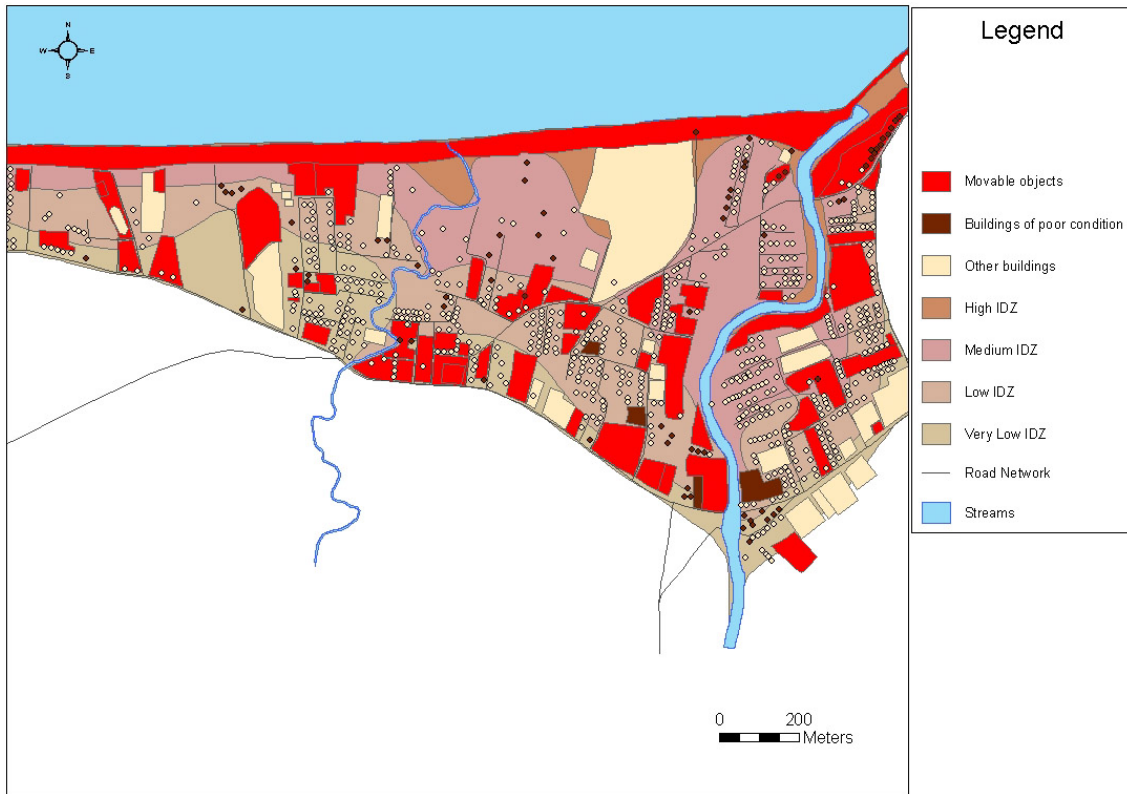 N
W E
S
Legend
Movable objects
Buildings of poor condition
Other buildings
High IDZ
Medium IDZ
Low IDZ
Very Low IDZ
Road Network
Streams
0 200
Meters